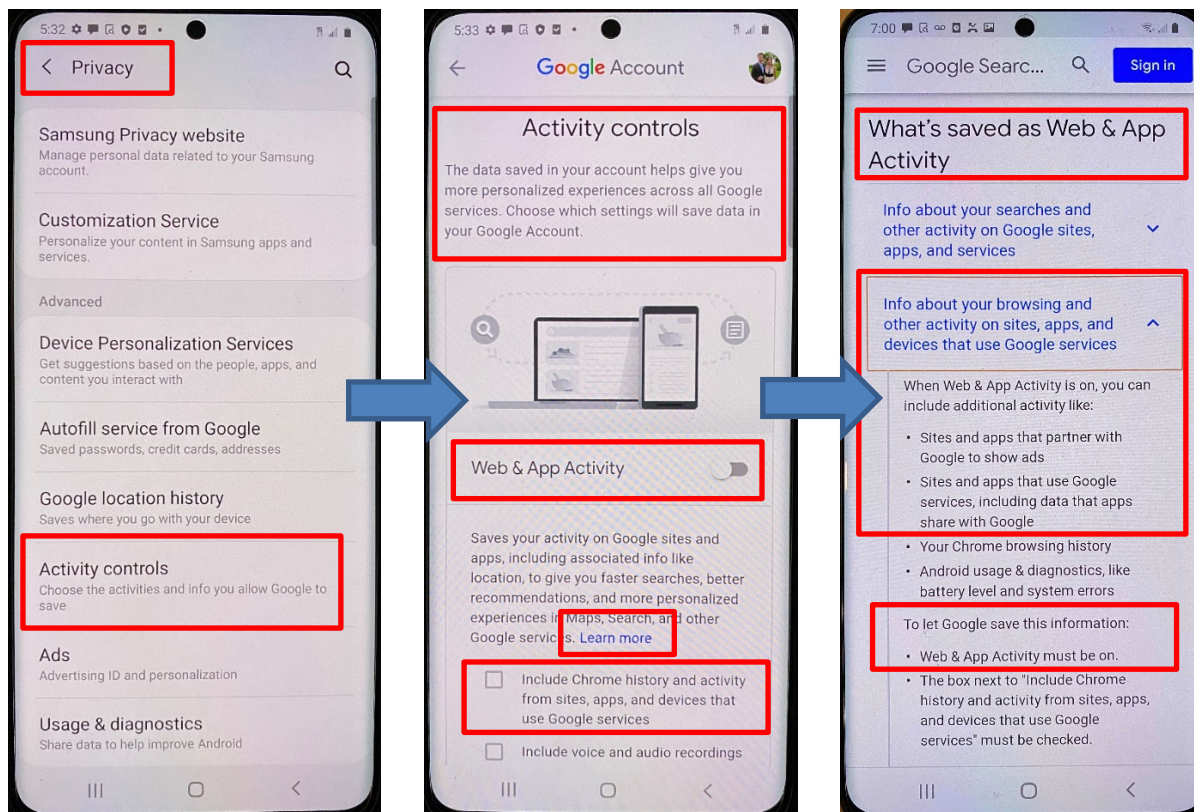 5:32
Privacy
Samsung Privacy website
Manage personal data related to your Samsung
account.
Customization Service
Personalize your content in Samsung apps and
services.
Advanced
Device Personalization Services
Get suggestions based on the people, apps, and
content you interact with
Autofill service from Google
Saved passwords, credit cards, addresses
Google location history
Saves where you go with your device
Activity controls
Choose the activities and info you allow Google to
save
Ads
Advertising ID and personalization
Usage & diagnostics
Share data to help improve Android
5:33
Google Account
Activity controls
The data saved in your account helps give you
more personalized experiences across all Google
services. Choose which settings will save data in
your Google Account.
Web & App Activity
Saves your activity on Google sites and
apps, including associated info like
location, to give you faster searches, better
recommendations, and more personalized
experiences in Maps, Search, and other
Google services. Learn more
Include Chrome history and activity
from sites, apps, and devices that
use Google services
Include voice and audio recordings
7:00
Google Searc... Sign in
What's saved as Web & App
Activity
Info about your searches and
other activity on Google sites,
apps, and services
Info about your browsing and
other activity on sites, apps, and
devices that use Google services
When Web & App Activity is on, you can
include additional activity like:
• Sites and apps that partner with
Google to show ads
• Sites and apps that use Google
services, including data that apps
share with Google
• Your Chrome browsing history
• Android usage & diagnostics, like
battery level and system errors
To let Google save this information:
• Web & App Activity must be on.
• The box next to "Include Chrome
history and activity from sites, apps,
and devices that use Google
services" must be checked.